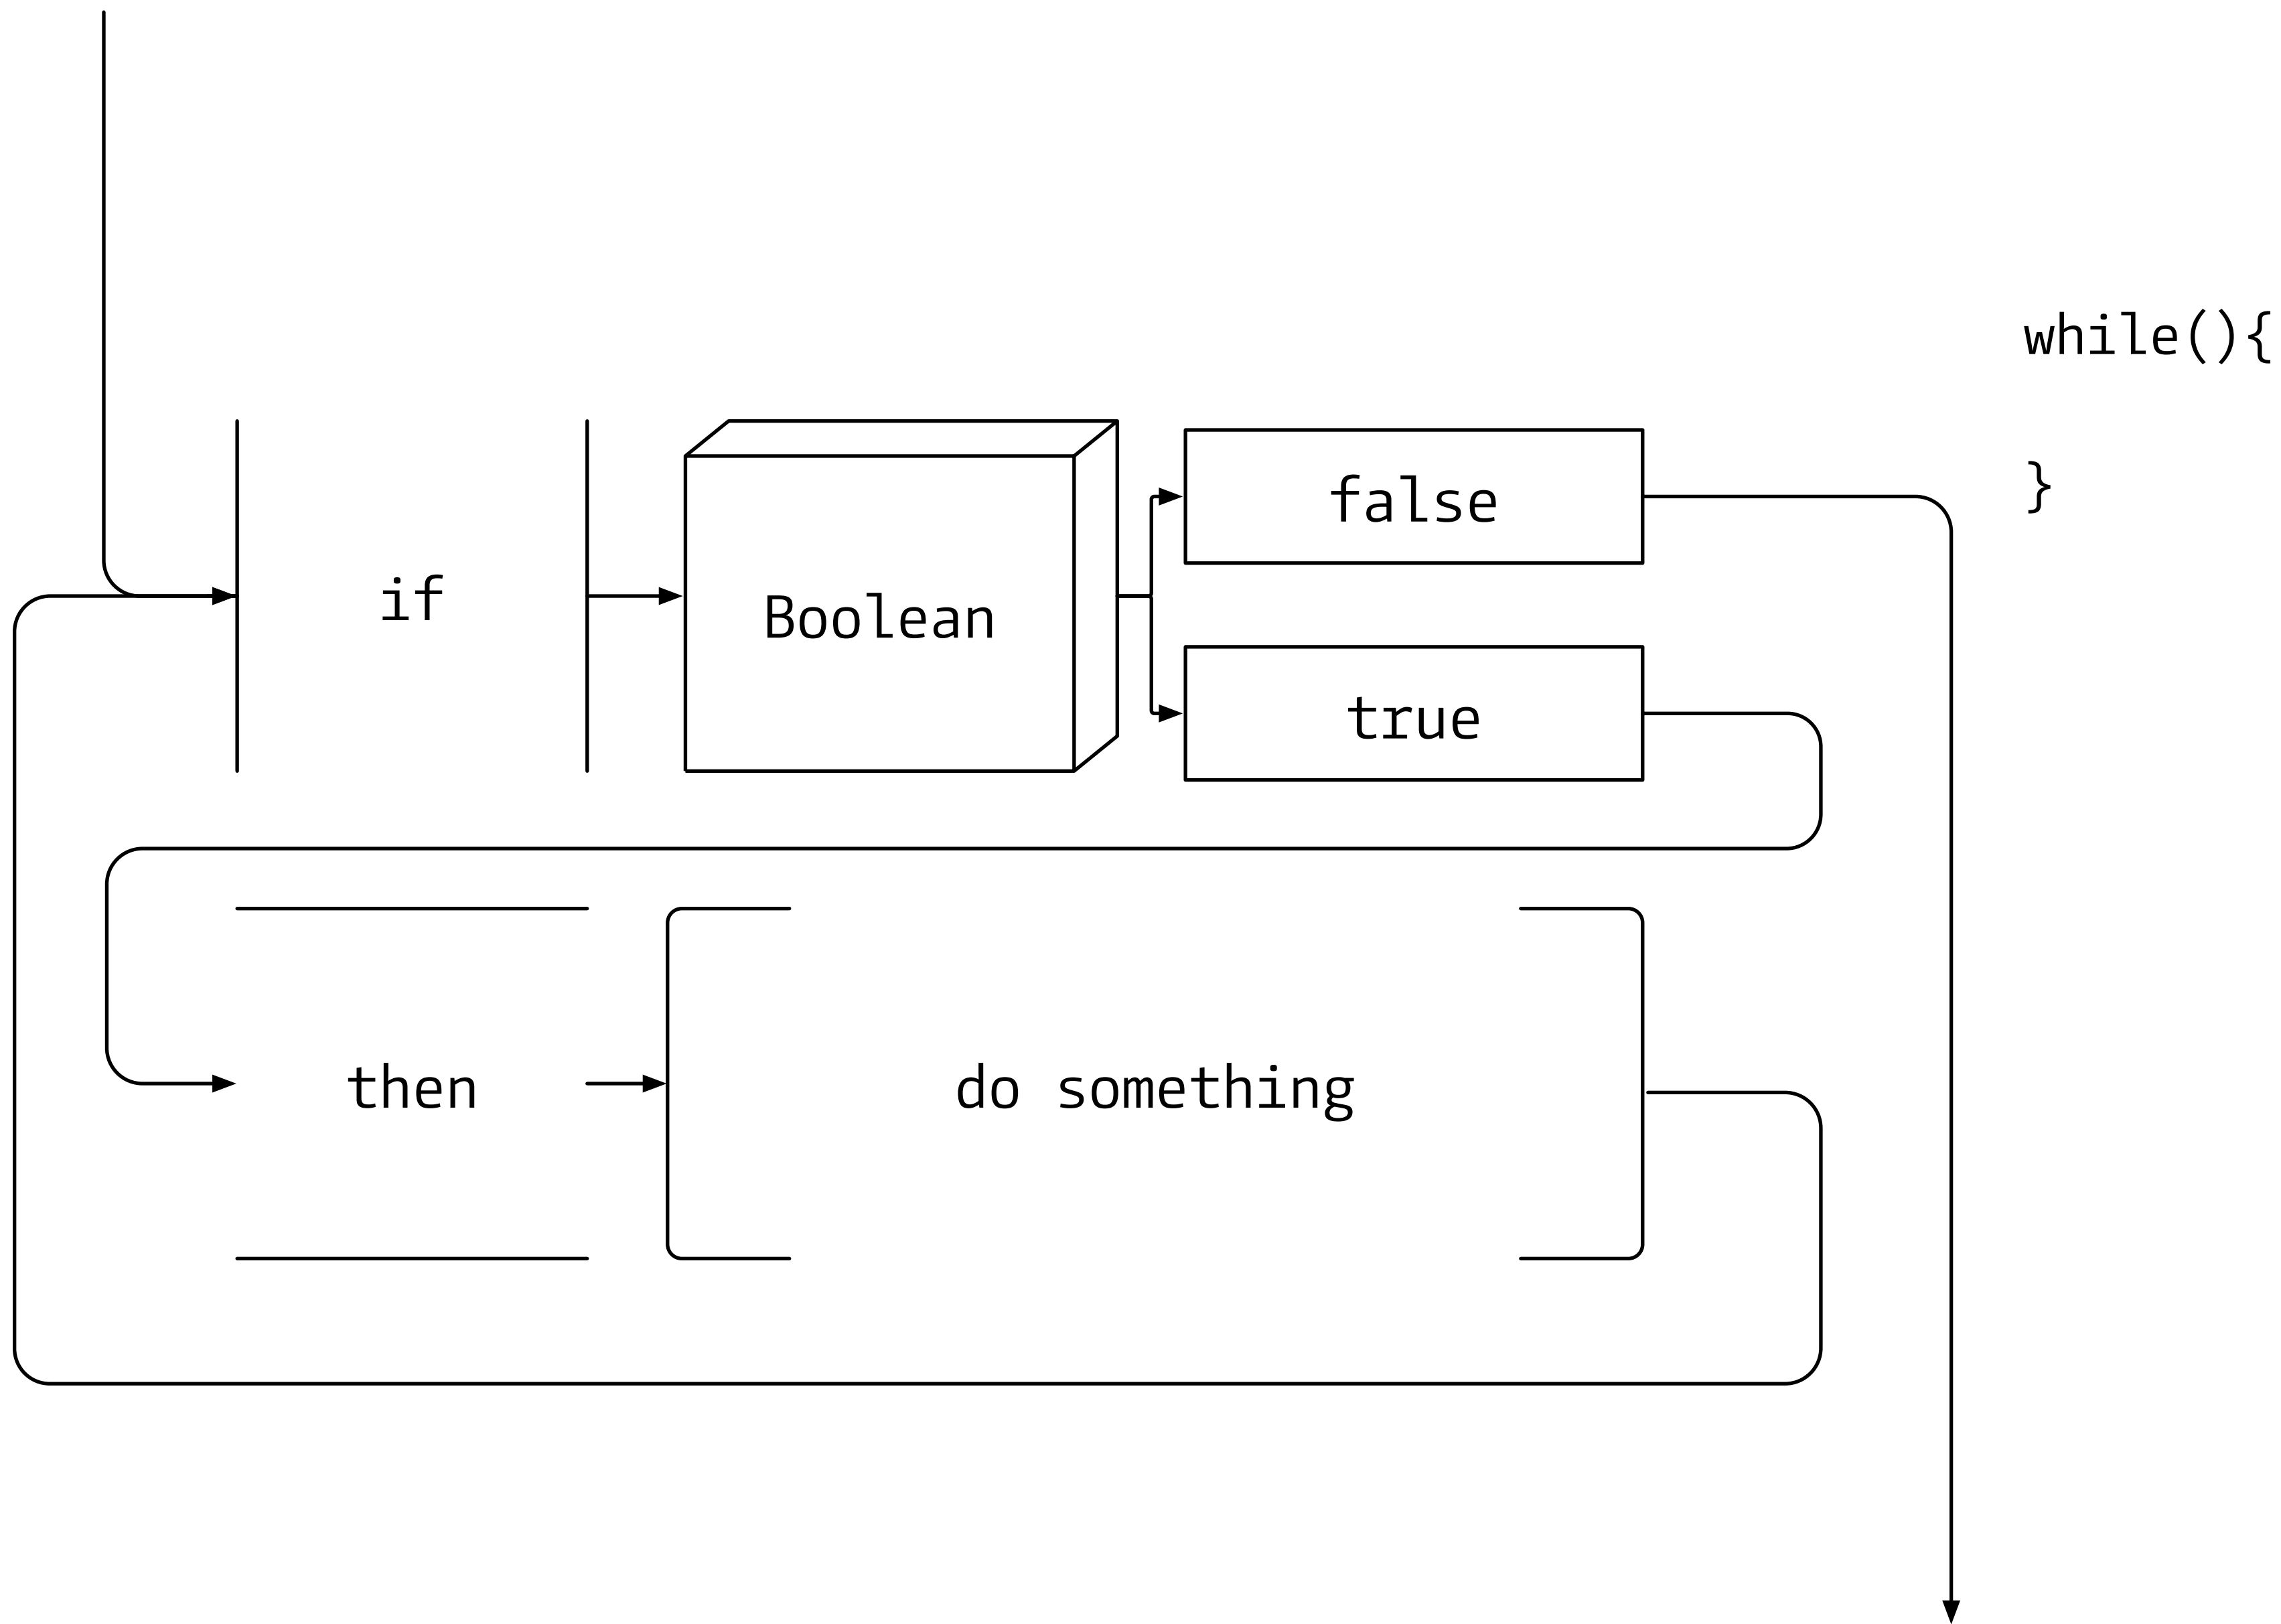 while(){
}
false
if
Boolean
true
then
do something